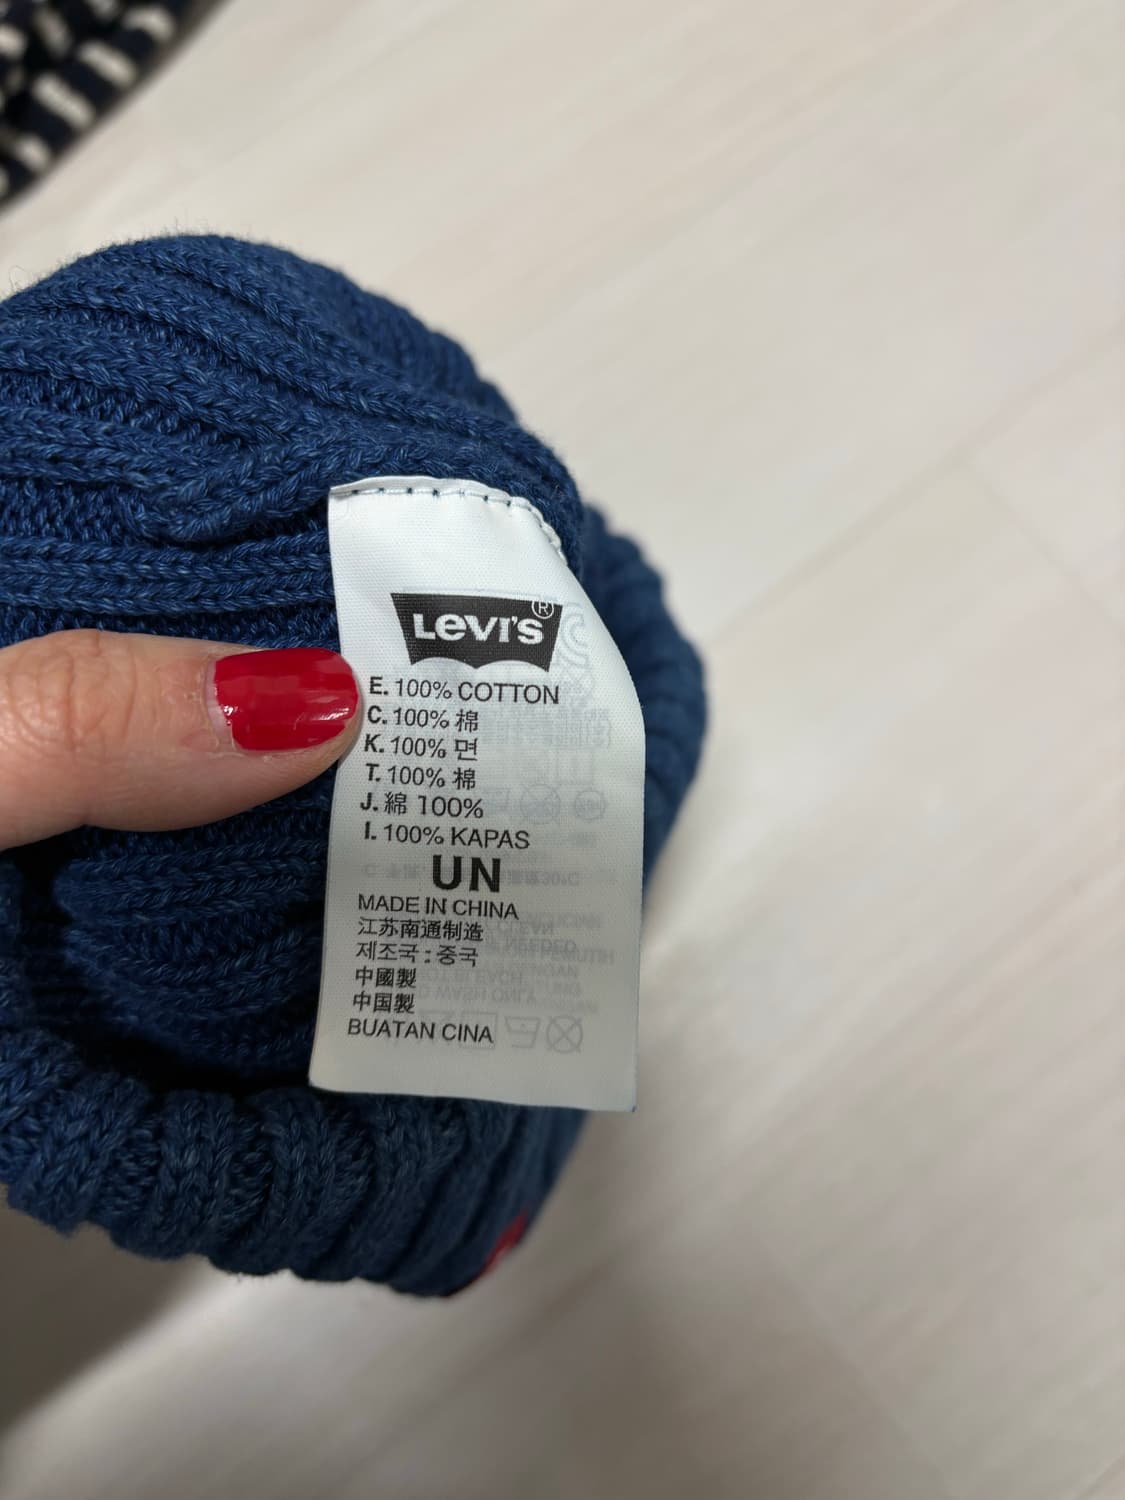 LEVI'S®
E. 100% COTTON
C. 100% 棉
K. 100% 면
T. 100% 棉
J. 綿 100%
I. 100% KAPAS
UN
MADE IN CHINA
江苏南通制造
제조국 : 중국
中國製
中国製
BUATAN CINA